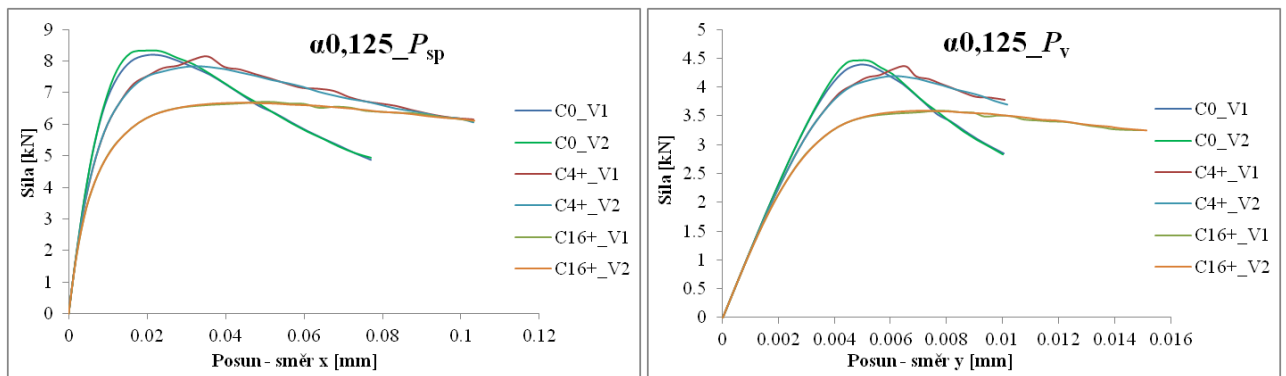 α0,125_Psp
Síla [kN]
9
8
7
6
5
4
3
2
1
0
0 0.02 0.04 0.06 0.08 0.1 0.12
Posun - směr x [mm]
C0_V1
C0_V2
C4+_V1
C4+_V2
C16+_V1
C16+_V2
α0,125_Pv
Síla [kN]
5
4.5
4
3.5
3
2.5
2
1.5
1
0.5
0
0 0.002 0.004 0.006 0.008 0.01 0.012 0.014 0.016
Posun - směr y [mm]
C0_V1
C0_V2
C4+_V1
C4+_V2
C16+_V1
C16+_V2